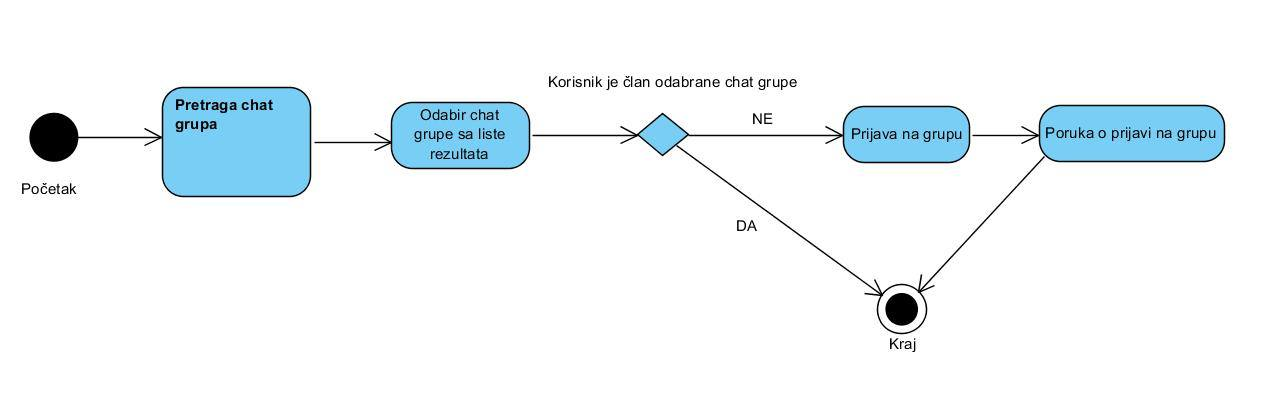 Korisnik je član odabrane chat grupe
Početak
Pretraga chat
grupa
Odabir chat
grupe sa liste
rezultata
NE
DA
Prijava na grupu
Poruka o prijavi na grupu
Kraj